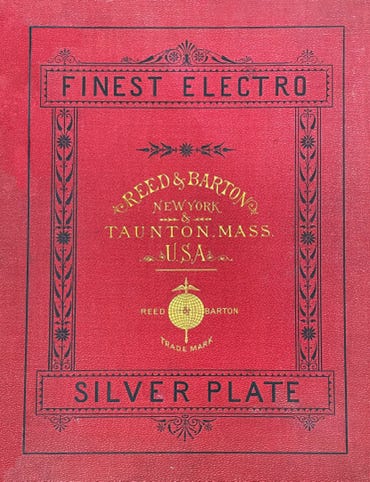 FINEST ELECTRO
REED & BARTON
NEW YORK
&
TAUNTON. MASS.
U.S.A
REED & BARTON
TRADE MARK
SILVER PLATE